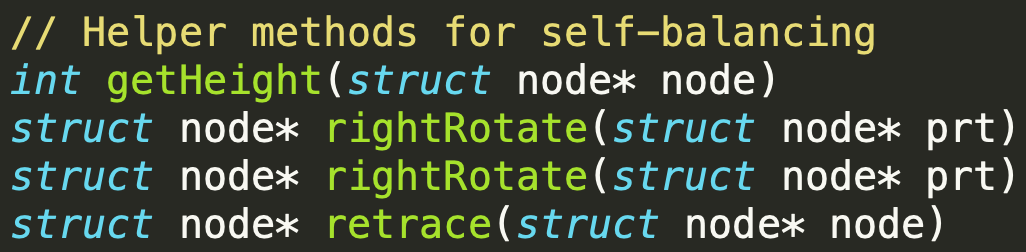 // Helper methods for self-balancing
int getHeight(struct node* node)
struct node* rightRotate(struct node* prt)
struct node* rightRotate(struct node* prt)
struct node* retrace(struct node* node)